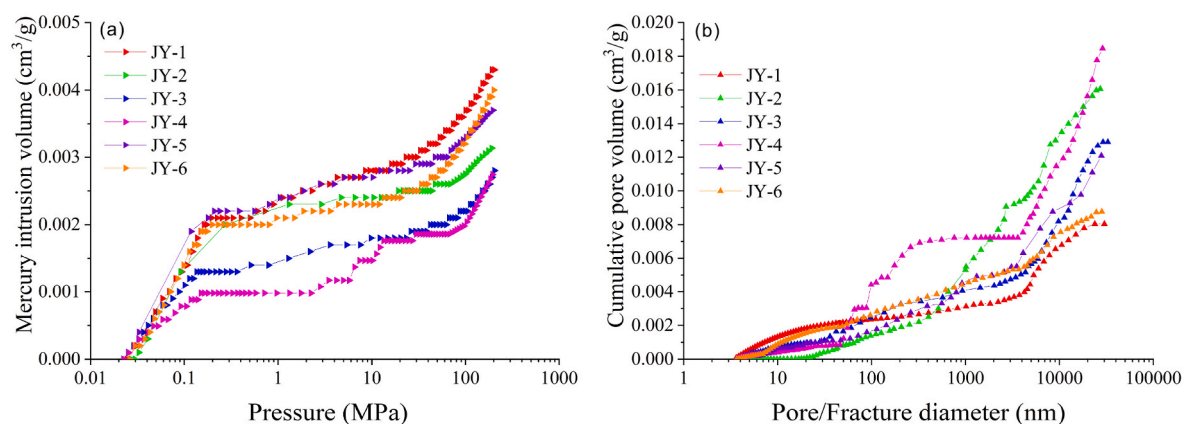 (a)
Mercury intrusion volume (cm³/g)
0.005
0.004
0.003
0.002
0.001
0.000
JY-1
JY-2
JY-3
JY-4
JY-5
JY-6
0.01
0.1
1
10
100
1000
Pressure (MPa)
(b)
Cumulative pore volume (cm³/g)
0.020
0.018
0.016
0.014
0.012
0.010
0.008
0.006
0.004
0.002
0.000
JY-1
JY-2
JY-3
JY-4
JY-5
JY-6
1
10
100
1000
10000
100000
Pore/Fracture diameter (nm)